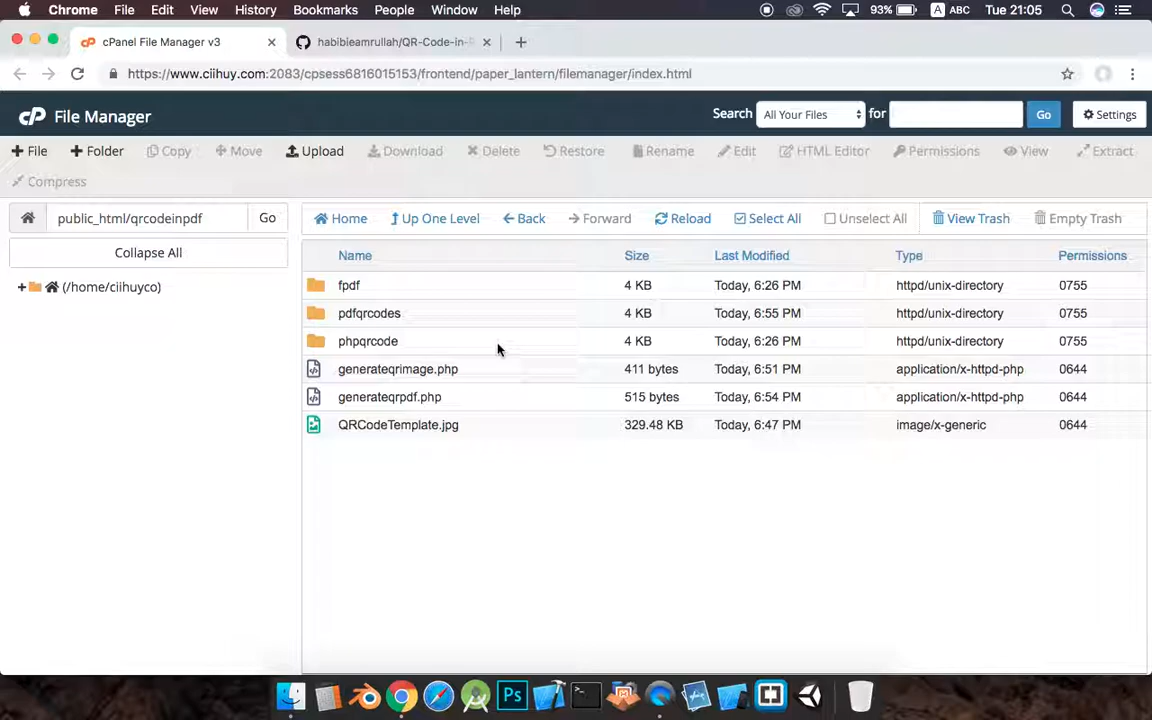 Chrome File Edit View History Bookmarks People Window Help 93% A ABC Tue 21:05
cPanel File Manager v3 habibieamrullah/QR-Code-in-
https://www.ciihuy.com:2083/cpsess6816015153/frontend/paper_lantern/filemanager/index.html
cP File Manager Search All Your Files for Go Settings
File Folder Copy Move Upload Download Delete Restore Rename Edit HTML Editor Permissions View Extract
Compress
public_html/qrcodeinpdf Go Home Up One Level Back Forward Reload Select All Unselect All View Trash Empty Trash
Collapse All
Name Size Last Modified Type Permissions
(/home/ciihuyco) fpdf 4 KB Today, 6:26 PM httpd/unix-directory 0755
pdfqrcodes 4 KB Today, 6:55 PM httpd/unix-directory 0755
phpqrcode 4 KB Today, 6:26 PM httpd/unix-directory 0755
generateqrimage.php 411 bytes Today, 6:51 PM application/x-httpd-php 0644
generateqrpdf.php 515 bytes Today, 6:54 PM application/x-httpd-php 0644
QRCodeTemplate.jpg 329.48 KB Today, 6:47 PM image/x-generic 0644
Ps